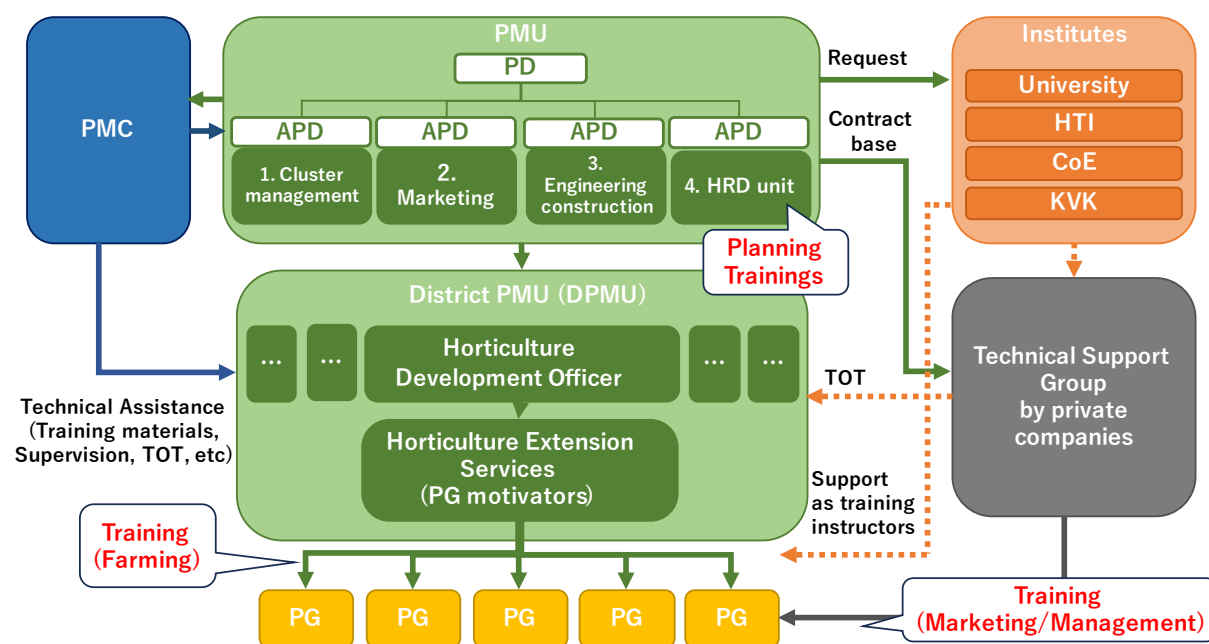 PMC
PMU
PD
APD
APD
APD
APD
1. Cluster
management
2.
Marketing
3.
Engineering
construction
4. HRD unit
Planning
Trainings
Request
Contract
base
Institutes
University
HTI
CoE
KVK
District PMU (DPMU)
...
...
Horticulture
Development Officer
...
...
Horticulture Extension
Services
(PG motivators)
Technical Assistance
(Training materials,
Supervision, TOT, etc)
TOT
Technical Support
Group
by private
companies
Support
as training
instructors
Training
(Farming)
PG
PG
PG
PG
PG
Training
(Marketing/Management)